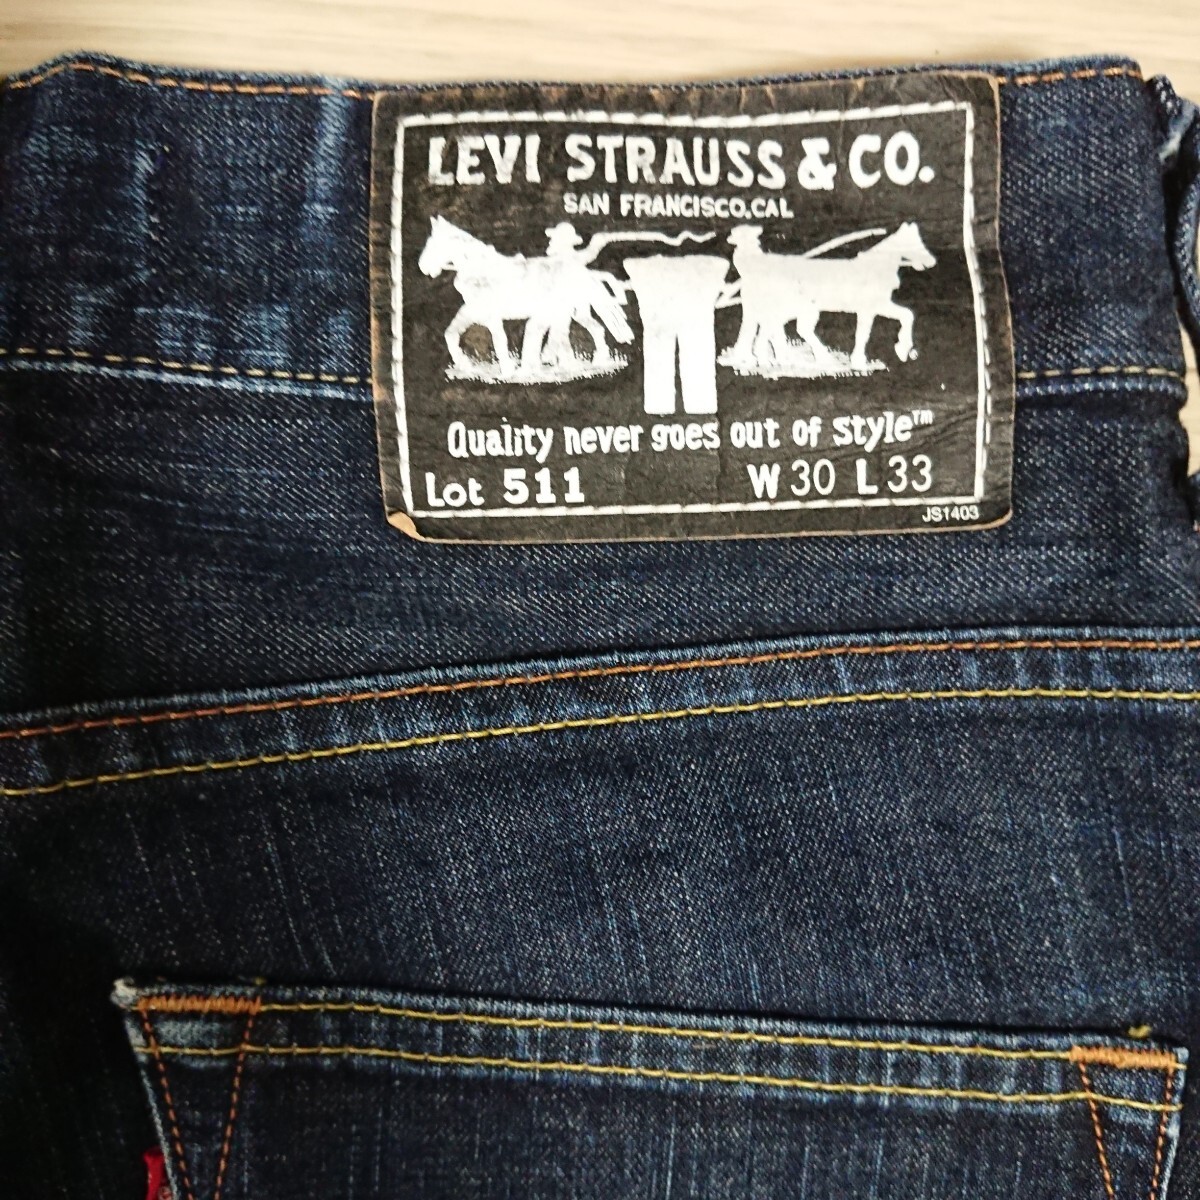 LEVI STRAUSS & CO.
SAN FRANCISCO, CAL
Quality never goes out of style™
Lot 511 W 30 L 33
JS1403